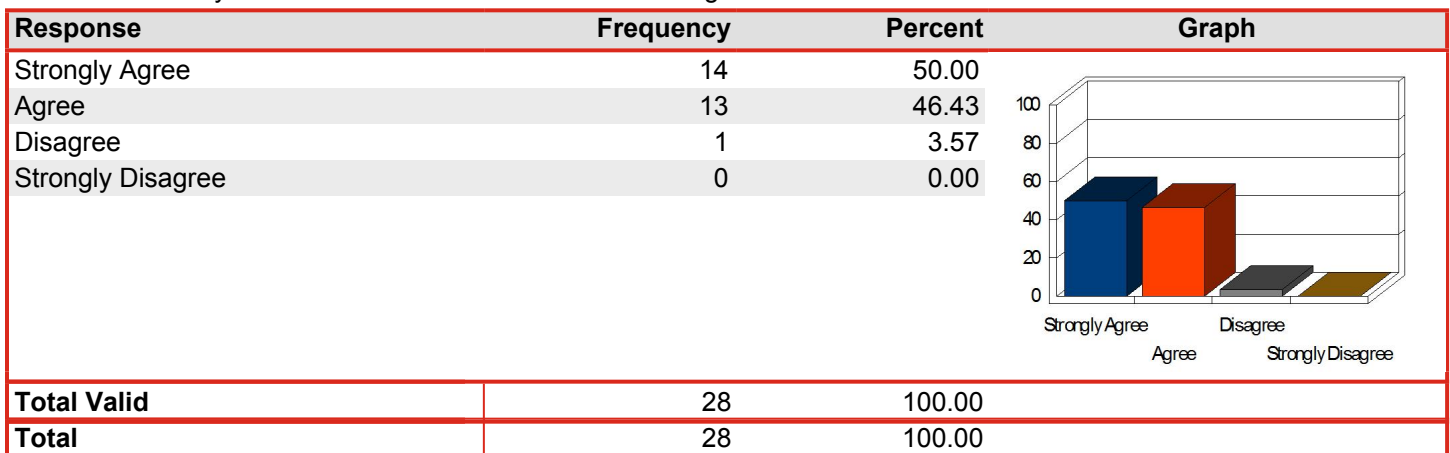 Response Frequency Percent Graph
Strongly Agree 14 50.00
Agree 13 46.43
Disagree 1 3.57
Strongly Disagree 0 0.00
100
80
60
40
20
0
Strongly Agree Disagree
Agree Strongly Disagree
Total Valid 28 100.00
Total 28 100.00